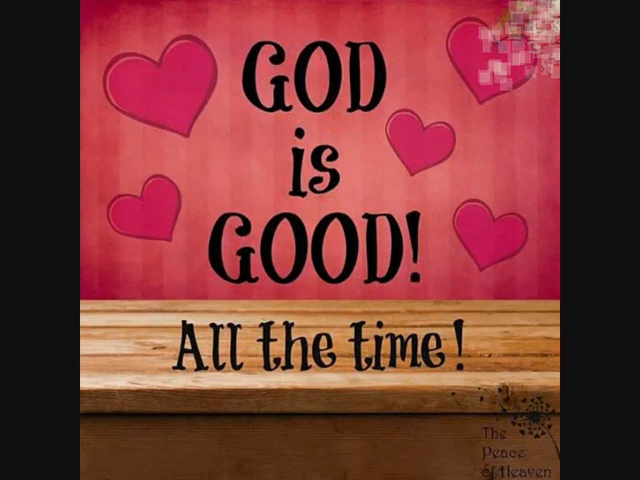 GOD
is
GOOD!
All the time!
The
Peace
of Heaven